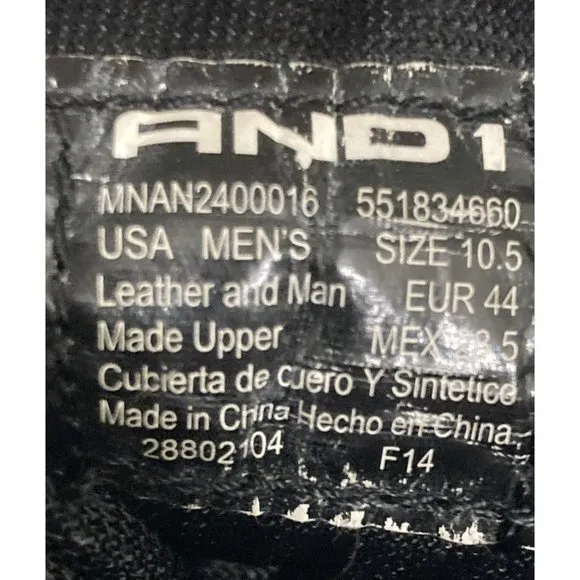 AND1
MNAN2400016 551834660
USA MEN'S SIZE 10.5
Leather and Man EUR 44
Made Upper MEX
Cubierta de Cuero Y Sintetico
Made in China Hecho en China
28802104 F14